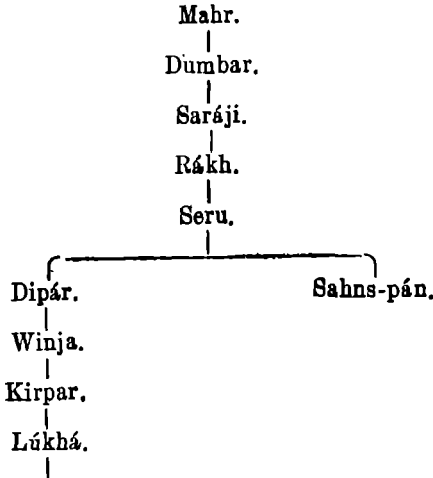 Mahr.
Dumbar.
Saráji.
Rákh.
Seru.
Dipár. Sahns-pán.
Winja.
Kirpar.
Lúkhá.